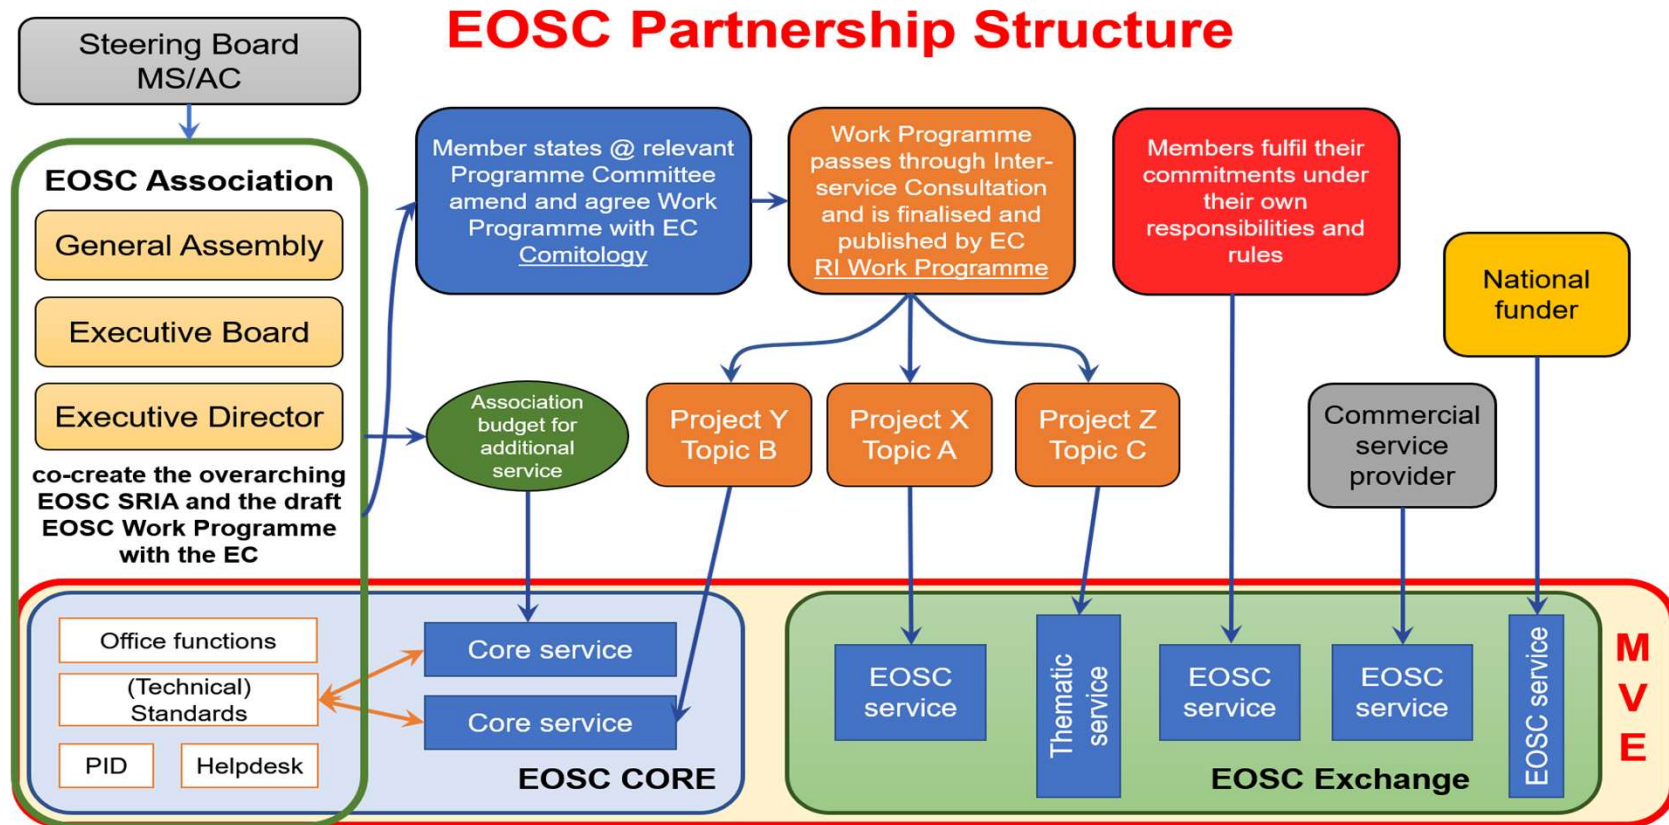 EOSC Partnership Structure
Steering Board
MS/AC
EOSC Association
General Assembly
Executive Board
Executive Director
co-create the overarching
EOSC SRIA and the draft
EOSC Work Programme
with the EC
Member states @ relevant
Programme Committee
amend and agree Work
Programme with EC
Comitology
Work Programme
passes through Inter-
service Consultation
and is finalised and
published by EC
RI Work Programme
Members fulfil their
commitments under
their own
responsibilities and
rules
National
funder
Association
budget for
additional
service
Project Y
Topic B
Project X
Topic A
Project Z
Topic C
Commercial
service
provider
Office functions
(Technical)
Standards
PID
Helpdesk
Core service
Core service
EOSC CORE
EOSC
service
Thematic
service
EOSC
service
EOSC
service
EOSC service
EOSC Exchange
M
V
E